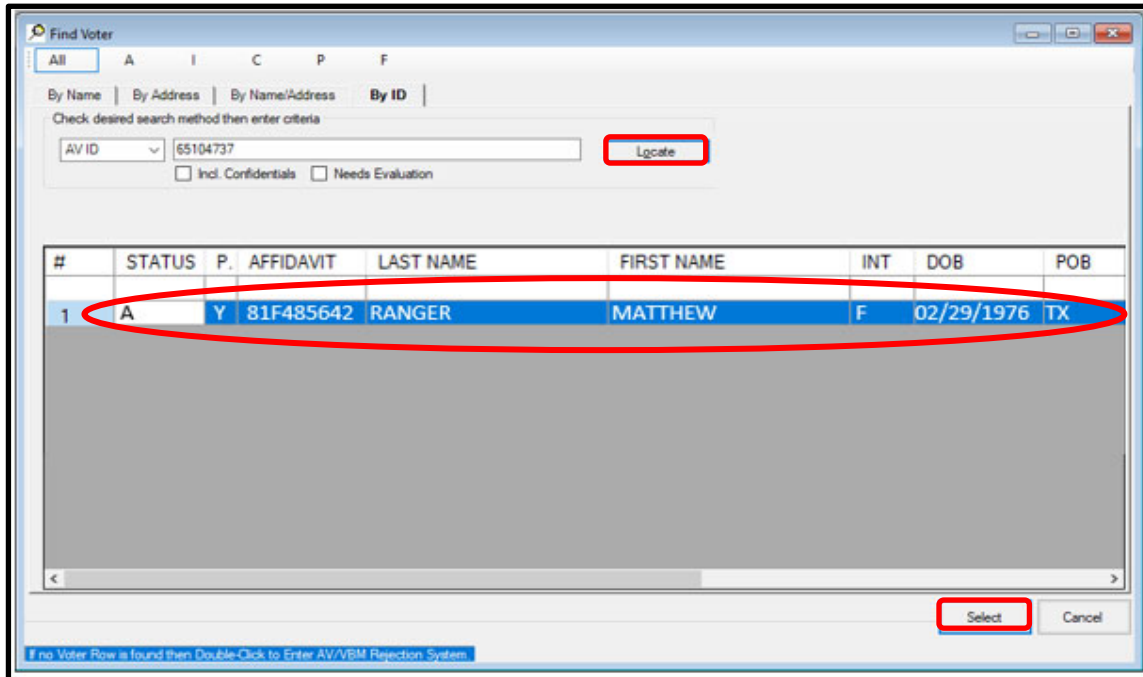 Find Voter
All A I C P F
By Name | By Address | By Name/Address By ID |
Check desired search method then enter criteria
AV ID 65104737 Locate
Incl. Confidentials Needs Evaluation
# STATUS P. AFFIDAVIT LAST NAME FIRST NAME INT DOB POB
1 A Y 81F485642 RANGER MATTHEW F 02/29/1976 TX
Select Cancel
If no Voter Row is found then Double-Click to Enter AV/VBM Rejection System.